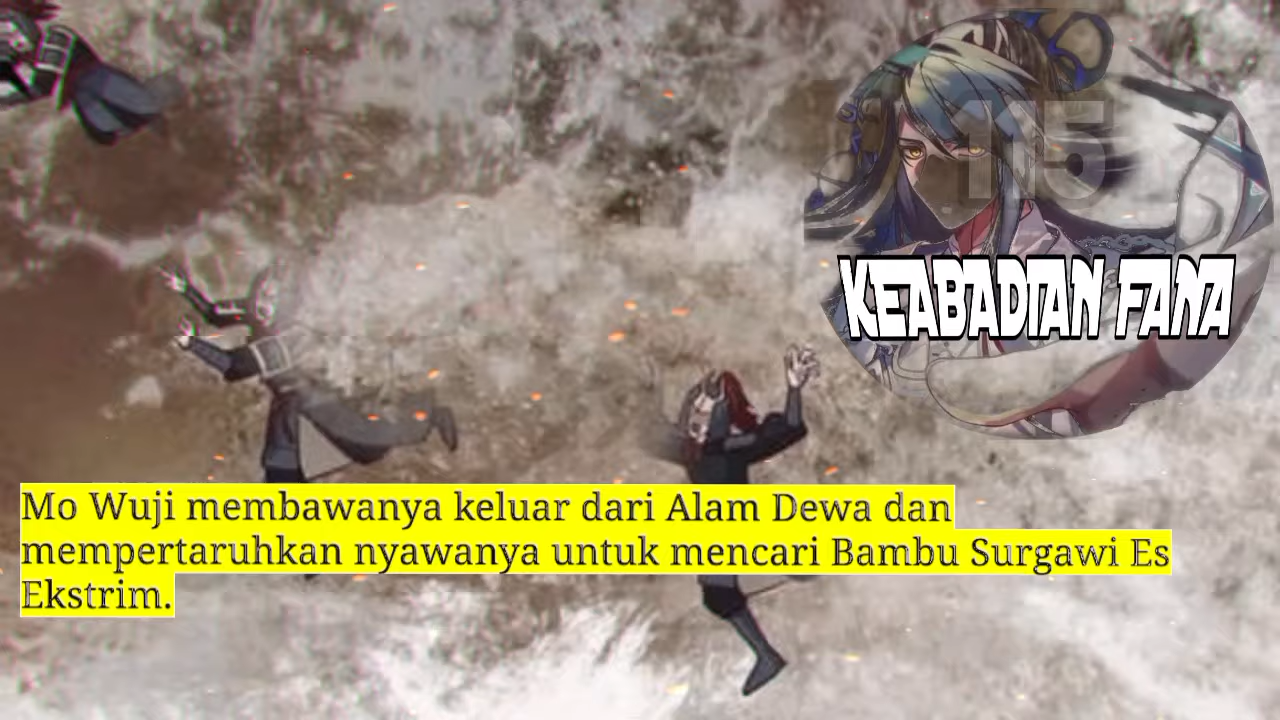 115
KEABADIAN FANA
Mo Wuji membawanya keluar dari Alam Dewa dan
mempertaruhkan nyawanya untuk mencari Bambu Surgawi Es
Ekstrim.